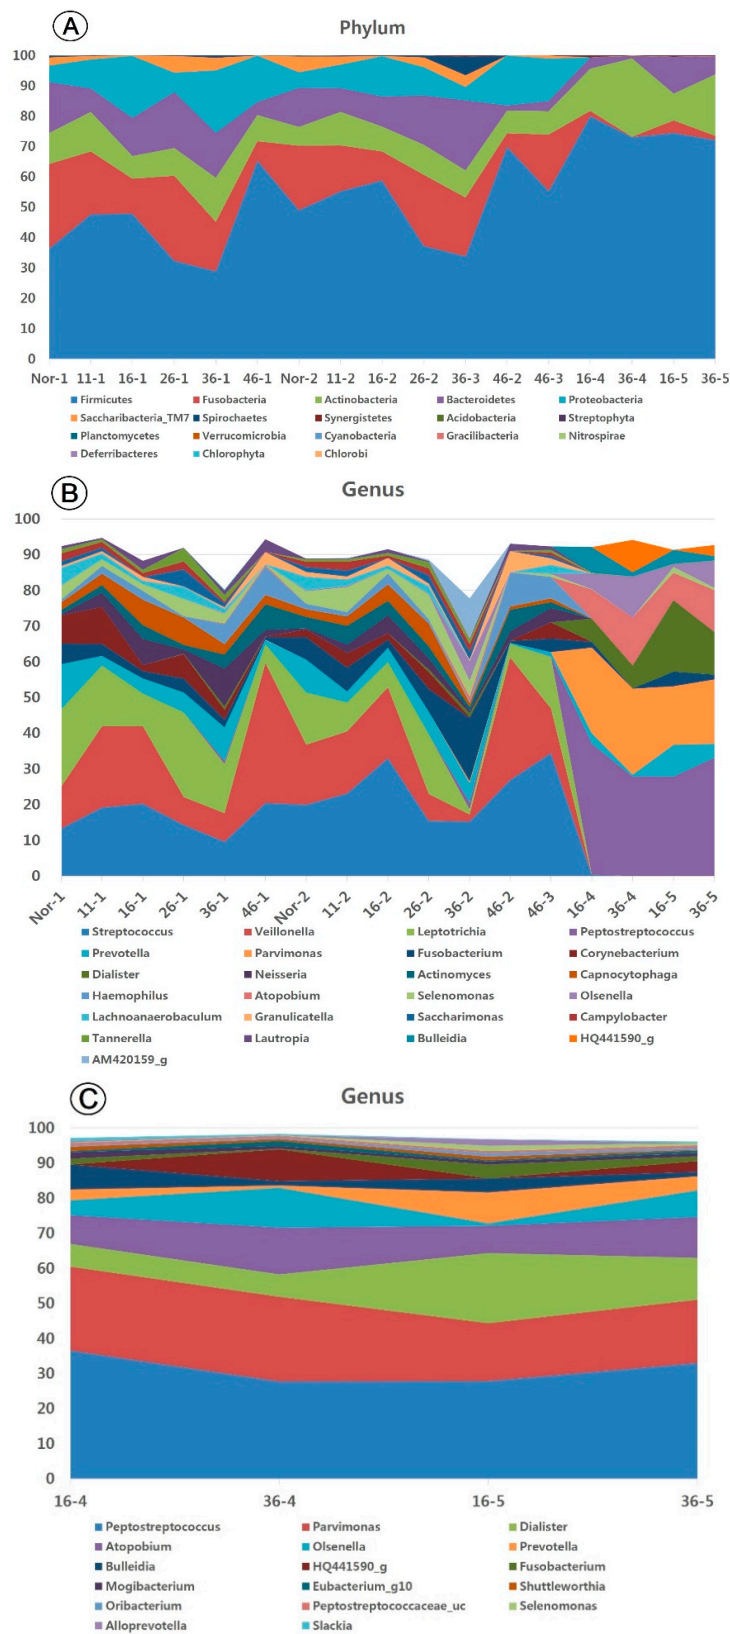 A
Phylum
100
90
80
70
60
50
40
30
20
10
0
Nor-1 11-1 16-1 26-1 36-1 46-1 Nor-2 11-2 16-2 26-2 36-3 46-2 46-3 16-4 36-4 16-5 36-5
Firmicutes Fusobacteria Actinobacteria Bacteroidetes Proteobacteria
Saccharibacteria_TM7 Spirochaetes Synergistetes Acidobacteria Streptophyta
Planctomycetes Verrucomicrobia Cyanobacteria Gracilibacteria Nitrospirae
Deferribacteres Chlorophyta Chlorobi
B
Genus
100
90
80
70
60
50
40
30
20
10
0
Nor-1 11-1 16-1 26-1 36-1 46-1 Nor-2 11-2 16-2 26-2 36-2 46-2 46-3 16-4 36-4 16-5 36-5
Streptococcus Veillonella Leptotrichia Peptostreptococcus
Prevotella Parvimonas Fusobacterium Corynebacterium
Dialister Neisseria Actinomyces Capnocytophaga
Haemophilus Atopobium Selenomonas Olsenella
Lachnoanaerobaculum Granulicatella Saccharimonas Campylobacter
Tannerella Lautropia Bulleidia HQ441590_g
AM420159_g
C
Genus
100
90
80
70
60
50
40
30
20
10
0
16-4 36-4 16-5 36-5
Peptostreptococcus Parvimonas Dialister
Atopobium Olsenella Prevotella
Bulleidia HQ441590_g Fusobacterium
Mogibacterium Eubacterium_g10 Shuttleworthia
Oribacterium Peptostreptococcaceae_uc Selenomonas
Alloprevotella Slackia